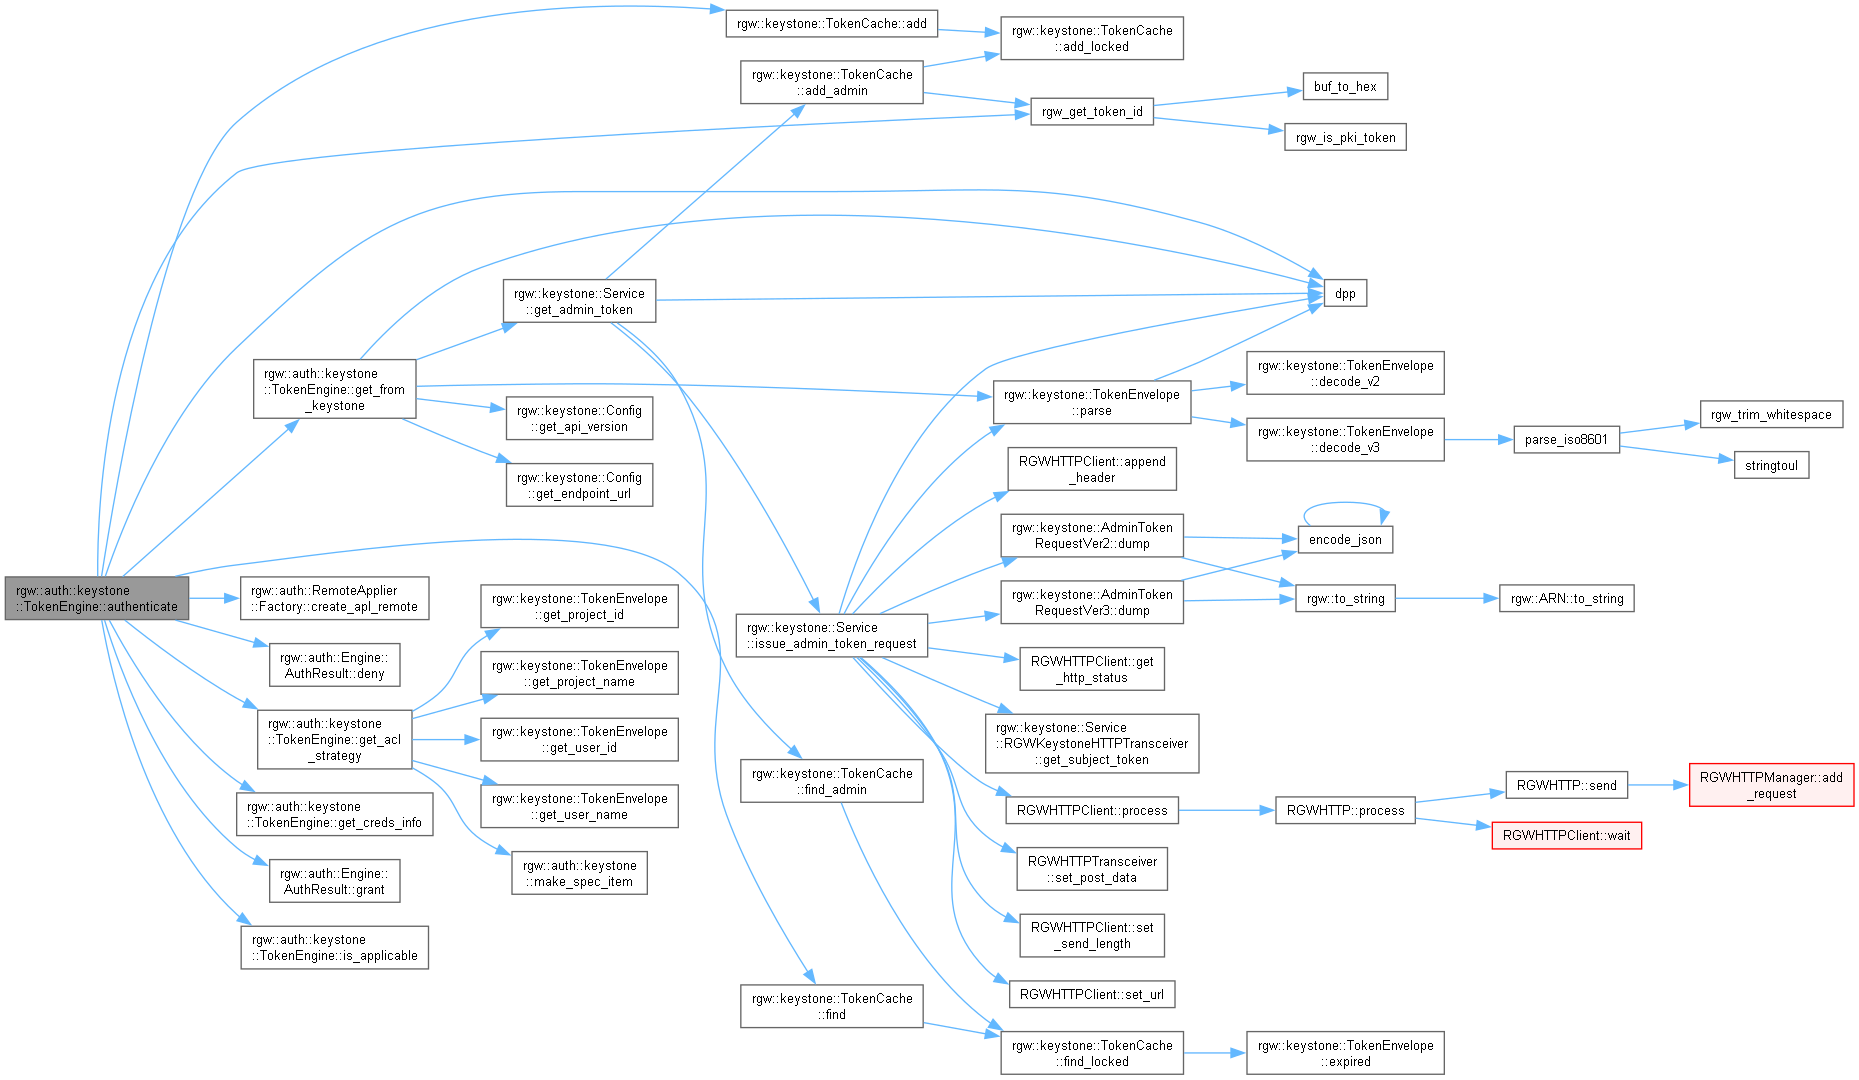 rgw::auth::keystone
::TokenEngine::authenticate
rgw::keystone::TokenCache::add
rgw::keystone::TokenCache
::add_locked
rgw::keystone::TokenCache
::add_admin
rgw_get_token_id
buf_to_hex
rgw_is_pki_token
rgw::keystone::Service
::get_admin_token
dpp
rgw::auth::keystone
::TokenEngine::get_from
_keystone
rgw::keystone::Config
::get_api_version
rgw::keystone::Config
::get_endpoint_url
rgw::keystone::TokenEnvelope
::parse
rgw::keystone::TokenEnvelope
::decode_v2
rgw::keystone::TokenEnvelope
::decode_v3
parse_iso8601
rgw_trim_whitespace
stringtoul
RGWHTTPClient::append
_header
rgw::keystone::AdminToken
RequestVer2::dump
rgw::keystone::AdminToken
RequestVer3::dump
encode_json
rgw::to_string
rgw::ARN::to_string
rgw::auth::RemoteApplier
::Factory::create_apl_remote
rgw::auth::Engine::
AuthResult::deny
rgw::auth::keystone
::TokenEngine::get_acl
_strategy
rgw::keystone::TokenEnvelope
::get_project_id
rgw::keystone::TokenEnvelope
::get_project_name
rgw::keystone::TokenEnvelope
::get_user_id
rgw::keystone::TokenEnvelope
::get_user_name
rgw::auth::keystone
::make_spec_item
rgw::auth::keystone
::TokenEngine::get_creds_info
rgw::auth::Engine::
AuthResult::grant
rgw::auth::keystone
::TokenEngine::is_applicable
rgw::keystone::Service
::issue_admin_token_request
RGWHTTPClient::get
_http_status
rgw::keystone::Service
::RGWKeystoneHTTPTransceiver
::get_subject_token
RGWHTTPClient::process
RGWHTTP::process
RGWHTTP::send
RGWHTTPManager::add
_request
RGWHTTPClient::wait
RGWHTTPTransceiver
::set_post_data
RGWHTTPClient::set
_send_length
RGWHTTPClient::set_url
rgw::keystone::TokenCache
::find_admin
rgw::keystone::TokenCache
::find
rgw::keystone::TokenCache
::find_locked
rgw::keystone::TokenEnvelope
::expired